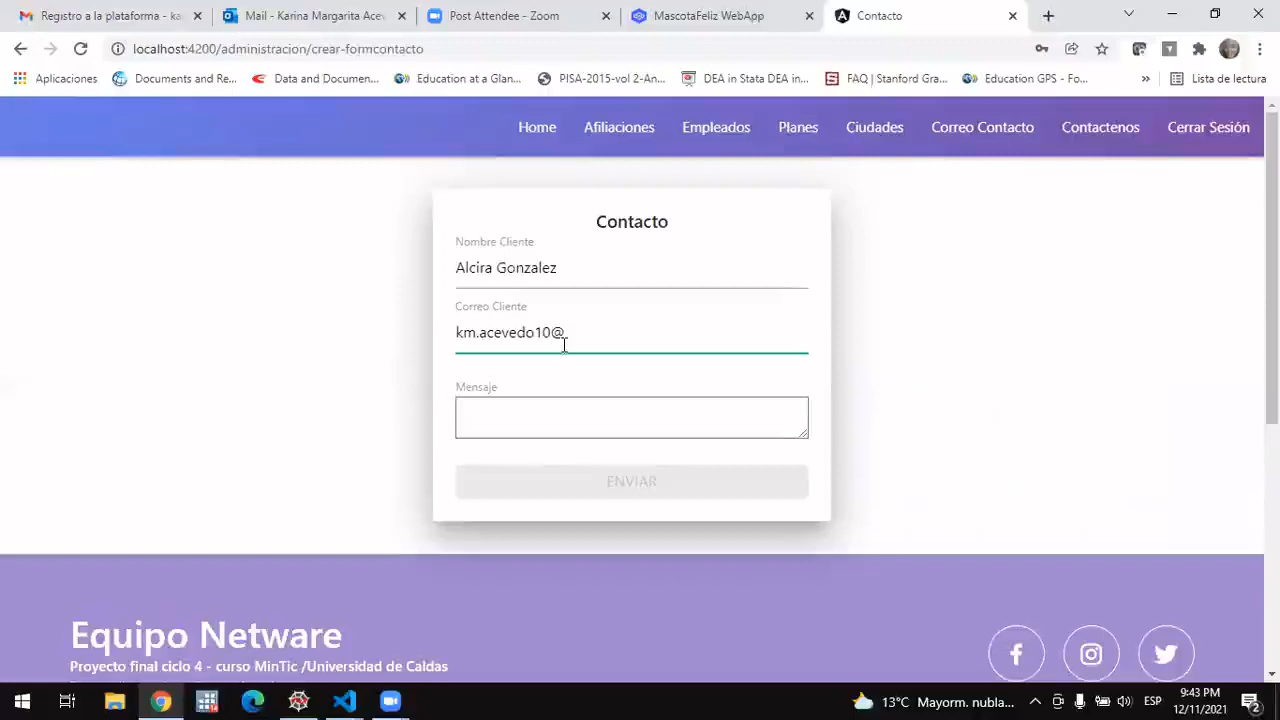 Registro a la plataforma - ka
Mail - Karina Margarita Acev
Post Attendee - Zoom
MascotaFeliz WebApp
Contacto
localhost:4200/administracion/crear-formcontacto
Aplicaciones
Documents and Re...
Data and Documen...
Education at a Glan...
PISA-2015-vol 2-An...
DEA in Stata DEA in...
FAQ | Stanford Gra...
Education GPS - Fo...
»
Lista de lectura
Home
Afiliaciones
Empleados
Planes
Ciudades
Correo Contacto
Contactenos
Cerrar Sesión
Contacto
Nombre Cliente
Alcira Gonzalez
Correo Cliente
km.acevedo10@
Mensaje
ENVIAR
Equipo Netware
Proyecto final ciclo 4 - curso MinTic /Universidad de Caldas
13°C Mayorm. nubla...
ESP
9:43 PM
12/11/2021
2